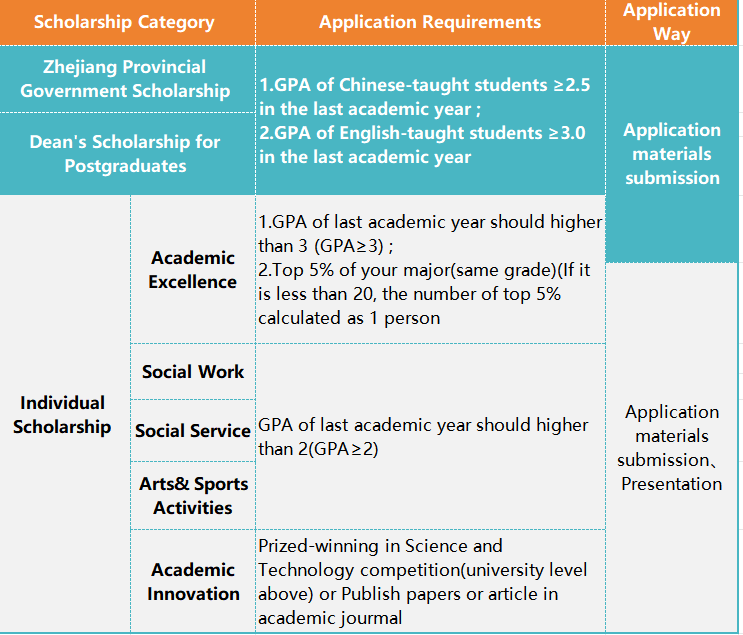 Scholarship Category
Application Requirements
Application
Way
Zhejiang Provincial
Government Scholarship
Dean's Scholarship for
Postgraduates
1.GPA of Chinese-taught students ≥2.5
in the last academic year ;
2.GPA of English-taught students ≥3.0
in the last academic year
Application
materials
submission
Individual
Scholarship
Academic
Excellence
1.GPA of last academic year should higher
than 3 (GPA≥3) ;
2.Top 5% of your major(same grade)(If it
is less than 20, the number of top 5%
calculated as 1 person
Social Work
Social Service
Arts& Sports
Activities
GPA of last academic year should higher
than 2(GPA≥2)
Academic
Innovation
Prized-winning in Science and
Technology competition(university level
above) or Publish papers or article in
academic jourmal
Application
materials
submission、
Presentation